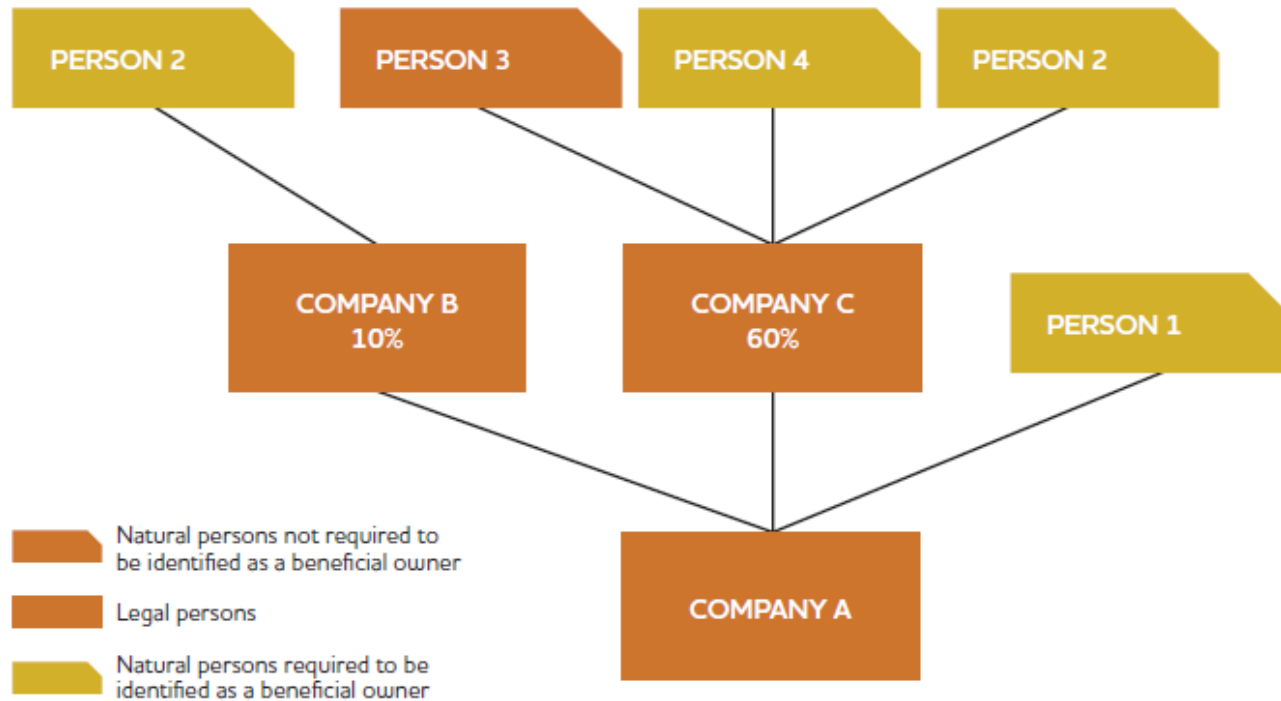 PERSON 2
PERSON 3
PERSON 4
PERSON 2
COMPANY B
10%
COMPANY C
60%
PERSON 1
Natural persons not required to
be identified as a beneficial owner
Legal persons
Natural persons required to be
identified as a beneficial owner
COMPANY A